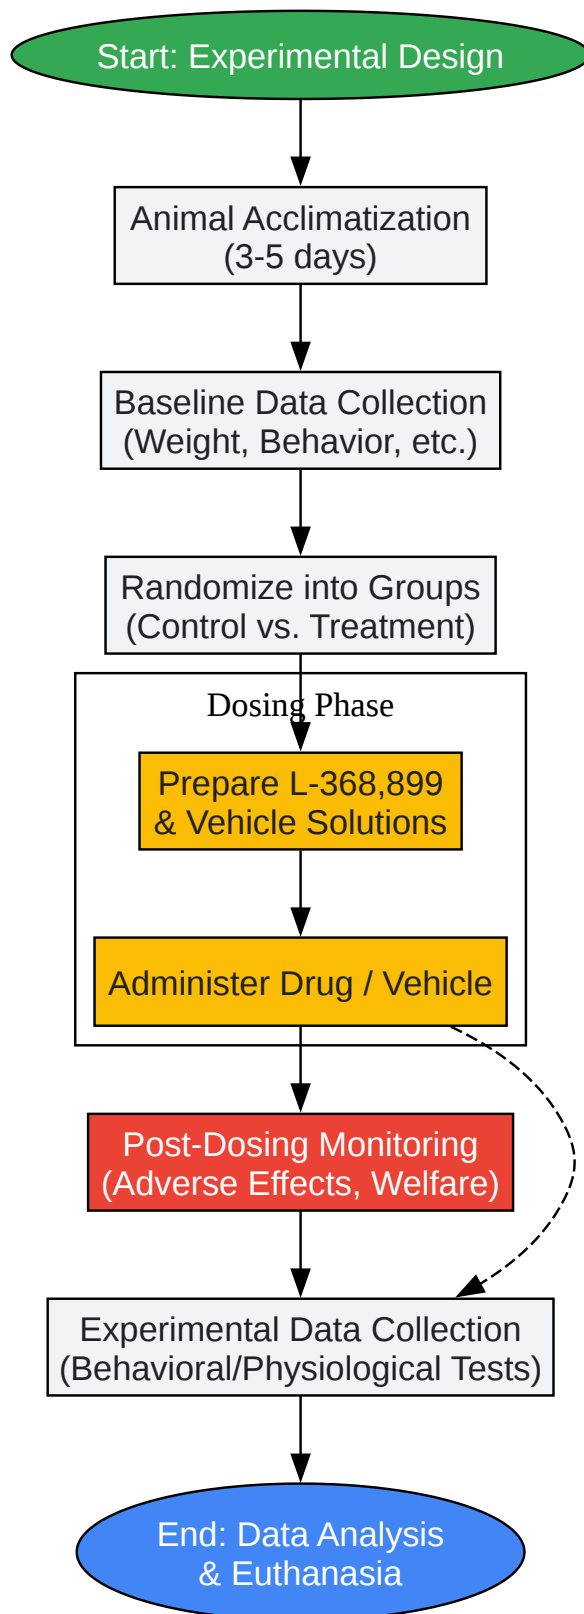 Start: Experimental Design
Animal Acclimatization
(3-5 days)
Baseline Data Collection
(Weight, Behavior, etc.)
Randomize into Groups
(Control vs. Treatment)
Dosing Phase
Prepare L-368,899
& Vehicle Solutions
Administer Drug / Vehicle
Post-Dosing Monitoring
(Adverse Effects, Welfare)
Experimental Data Collection
(Behavioral/Physiological Tests)
End: Data Analysis
& Euthanasia